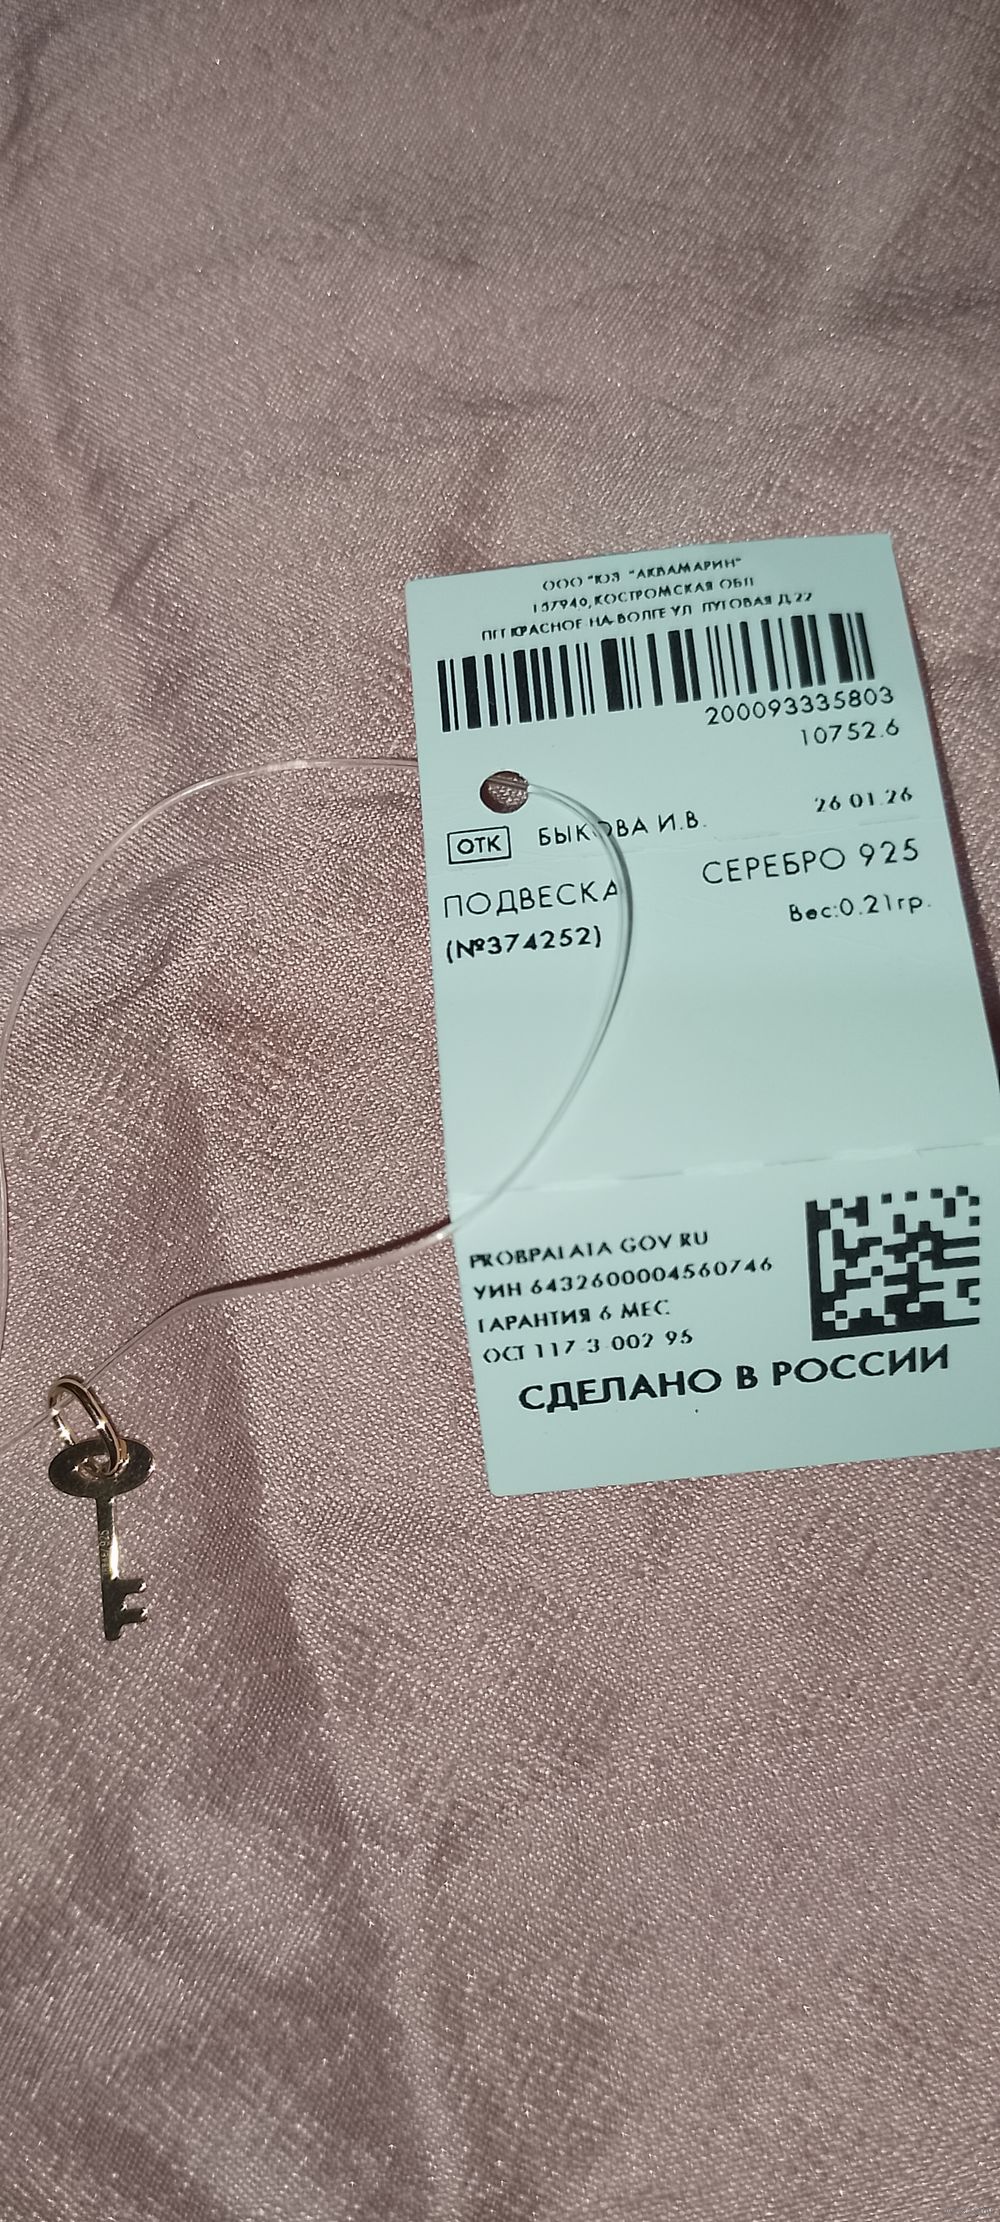 ООО "ЮЗ "АКВАМАРИН"
157940, КОСТРОМСКАЯ ОБЛ
ПГТ КРАСНОЕ-НА-ВОЛГЕ УЛ ЛУГОВАЯ Д.22
200093335803
10752.6
26 01.26
ОТК БЫКОВА И.В.
ПОДВЕСКА СЕРЕБРО 925
(№374252) Вес:0.21гр.
PROBPALATA GOV RU
УИН 6432600004560746
ГАРАНТИЯ 6 МЕС
ОСТ 117-3-002 95
СДЕЛАНО В РОССИИ
925